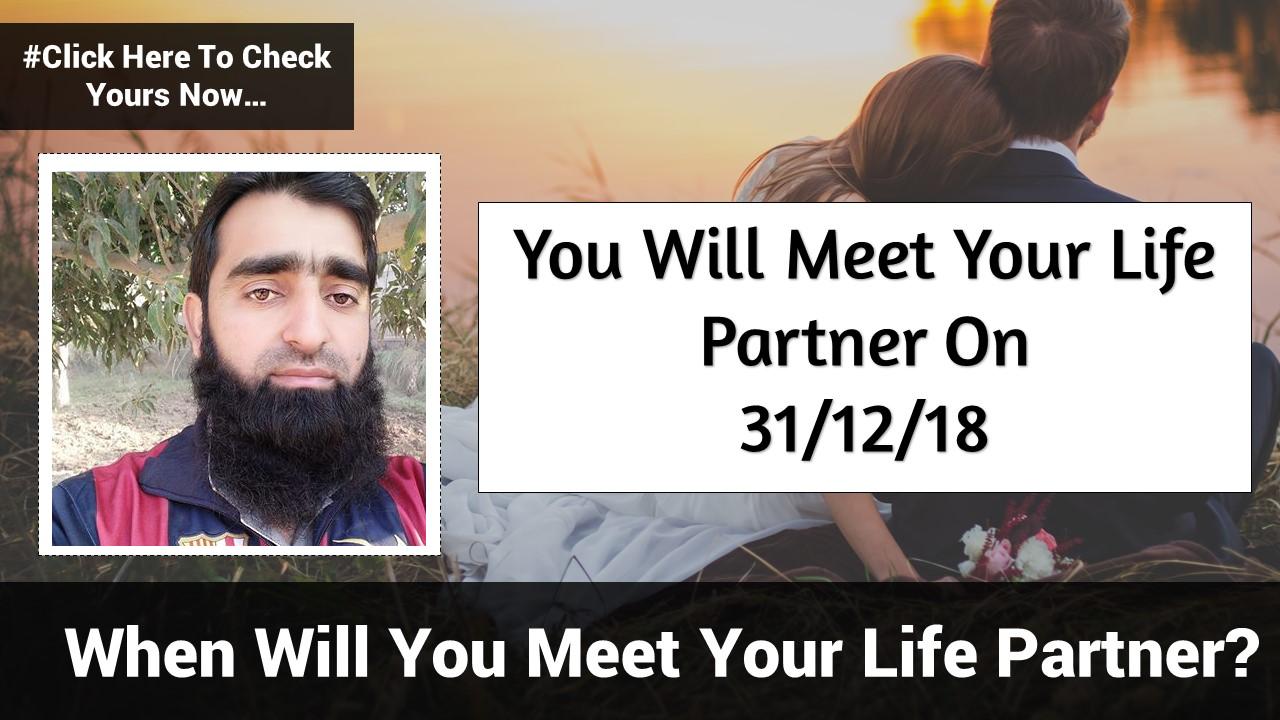 #Click Here To Check
Yours Now...
You Will Meet Your Life
Partner On
31/12/18
When Will You Meet Your Life Partner?